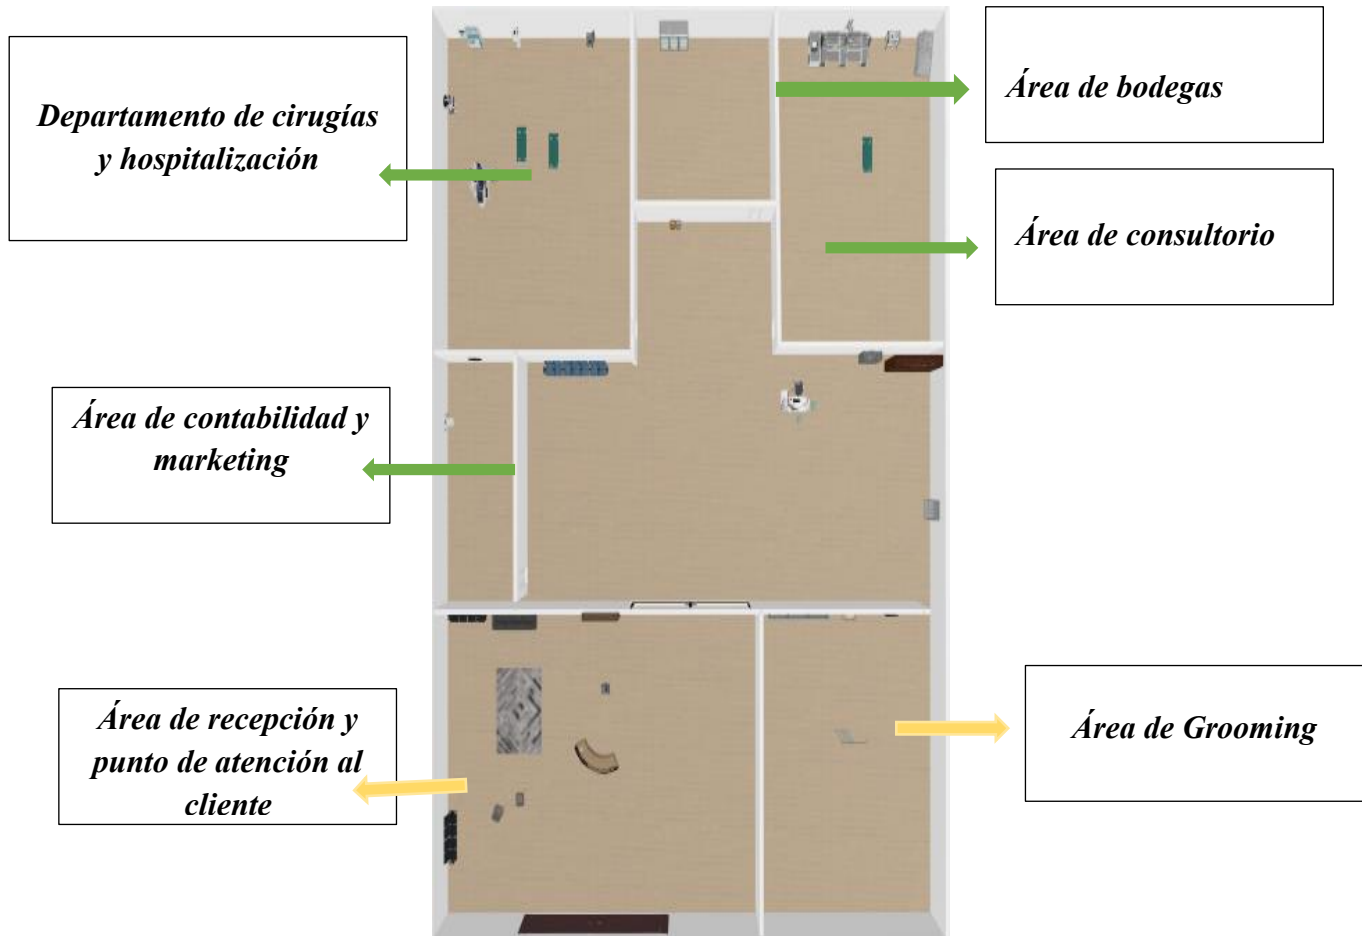 Departamento de cirugías
y hospitalización
Área de bodegas
Área de consultorio
Área de contabilidad y
marketing
Área de recepción y
punto de atención al
cliente
Área de Grooming